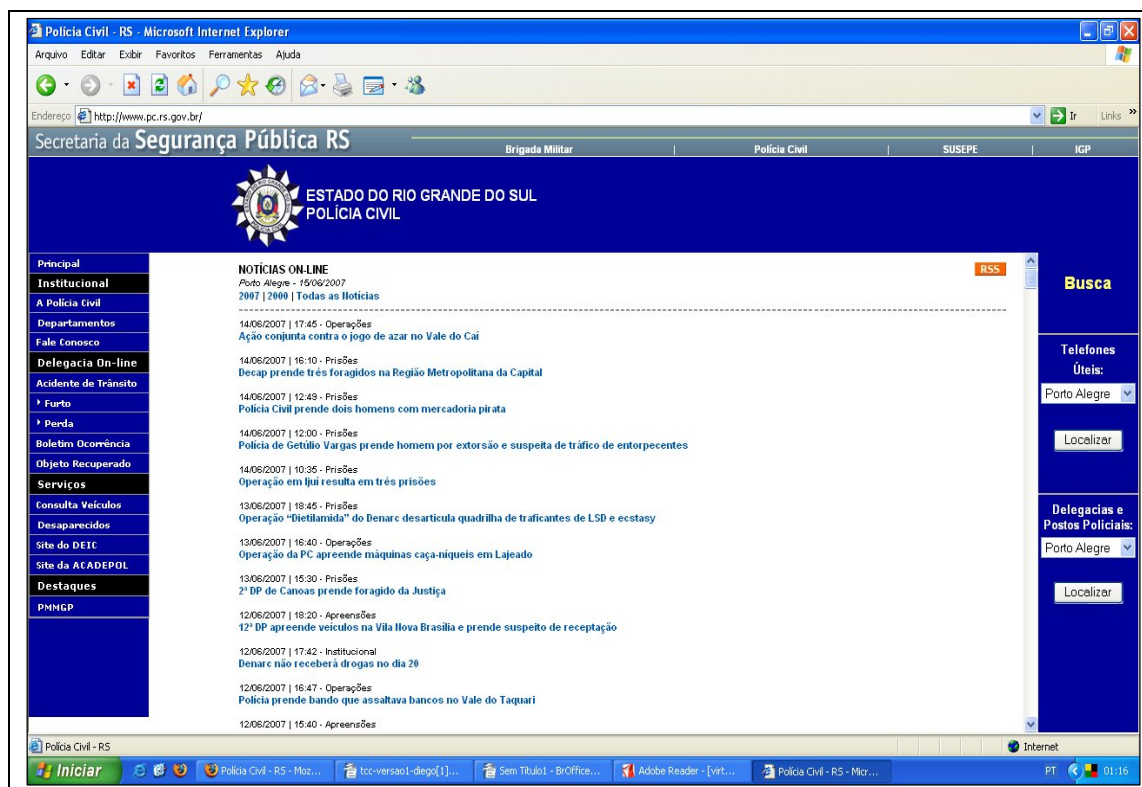 Polícia Civil - RS - Microsoft Internet Explorer
Arquivo Editar Exibir Favoritos Ferramentas Ajuda
Endereço http://www.pc.rs.gov.br/ Ir Links »
Secretaria da Segurança Pública RS
Brigada Militar | Polícia Civil | SUSEPE | IGP
ESTADO DO RIO GRANDE DO SUL
POLÍCIA CIVIL
Principal
Institucional
A Polícia Civil
Departamentos
Fale Conosco
Delegacia On-line
Acidente de Trânsito
Furto
Perda
Boletim Ocorrência
Objeto Recuperado
Serviços
Consulta Veículos
Desaparecidos
Site do DEIC
Site da ACADEPOL
Destaques
PMMGP
NOTÍCIAS ON-LINE
RSS
Porto Alegre - 15/06/2007
2007 | 2000 | Todas as Notícias
14/06/2007 | 17:45 - Operações
Ação conjunta contra o jogo de azar no Vale do Caí
14/06/2007 | 16:10 - Prisões
Decap prende três foragidos na Região Metropolitana da Capital
14/06/2007 | 12:49 - Prisões
Polícia Civil prende dois homens com mercadoria pirata
14/06/2007 | 12:00 - Prisões
Polícia de Getúlio Vargas prende homem por extorsão e suspeita de tráfico de entorpecentes
14/06/2007 | 10:35 - Prisões
Operação em Ijuí resulta em três prisões
13/06/2007 | 18:45 - Prisões
Operação “Dietilamida” do Denarc desarticula quadrilha de traficantes de LSD e ecstasy
13/06/2007 | 16:40 - Operações
Operação da PC apreende máquinas caça-níqueis em Lajeado
13/06/2007 | 15:30 - Prisões
2ª DP de Canoas prende foragido da Justiça
12/06/2007 | 18:20 - Apreensões
12ª DP apreende veículos na Vila Nova Brasília e prende suspeito de receptação
12/06/2007 | 17:42 - Institucional
Denarc não receberá drogas no dia 20
12/06/2007 | 16:47 - Operações
Polícia prende bando que assaltava bancos no Vale do Taquari
12/06/2007 | 15:40 - Apreensões
Busca
Telefones
Úteis:
Porto Alegre
Localizar
Delegacias e
Postos Policiais:
Porto Alegre
Localizar
Polícia Civil - RS
Internet
Iniciar Polícia Civil - RS - Moz... tcc-versao1-diego[1]... Sem Título1 - BrOffice... Adobe Reader - [virt... Polícia Civil - RS - Micr... PT 01:16